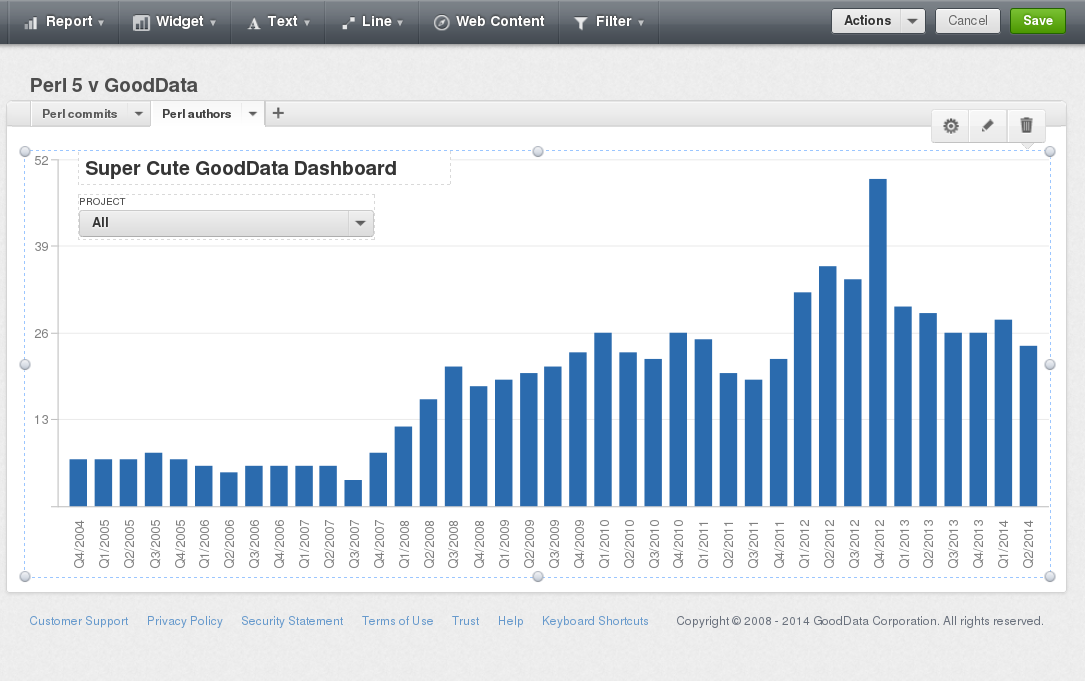 Report Widget Text Line Web Content Filter Actions Cancel Save
Perl 5 v GoodData
Perl commits Perl authors +
Super Cute GoodData Dashboard
PROJECT
All
52
39
26
13
Q4/2004 Q1/2005 Q2/2005 Q3/2005 Q4/2005 Q1/2006 Q2/2006 Q3/2006 Q4/2006 Q1/2007 Q2/2007 Q3/2007 Q4/2007 Q1/2008 Q2/2008 Q3/2008 Q4/2008 Q1/2009 Q2/2009 Q3/2009 Q4/2009 Q1/2010 Q2/2010 Q3/2010 Q4/2010 Q1/2011 Q2/2011 Q3/2011 Q4/2011 Q1/2012 Q2/2012 Q3/2012 Q4/2012 Q1/2013 Q2/2013 Q3/2013 Q4/2013 Q1/2014 Q2/2014
Customer Support Privacy Policy Security Statement Terms of Use Trust Help Keyboard Shortcuts Copyright © 2008 - 2014 GoodData Corporation. All rights reserved.